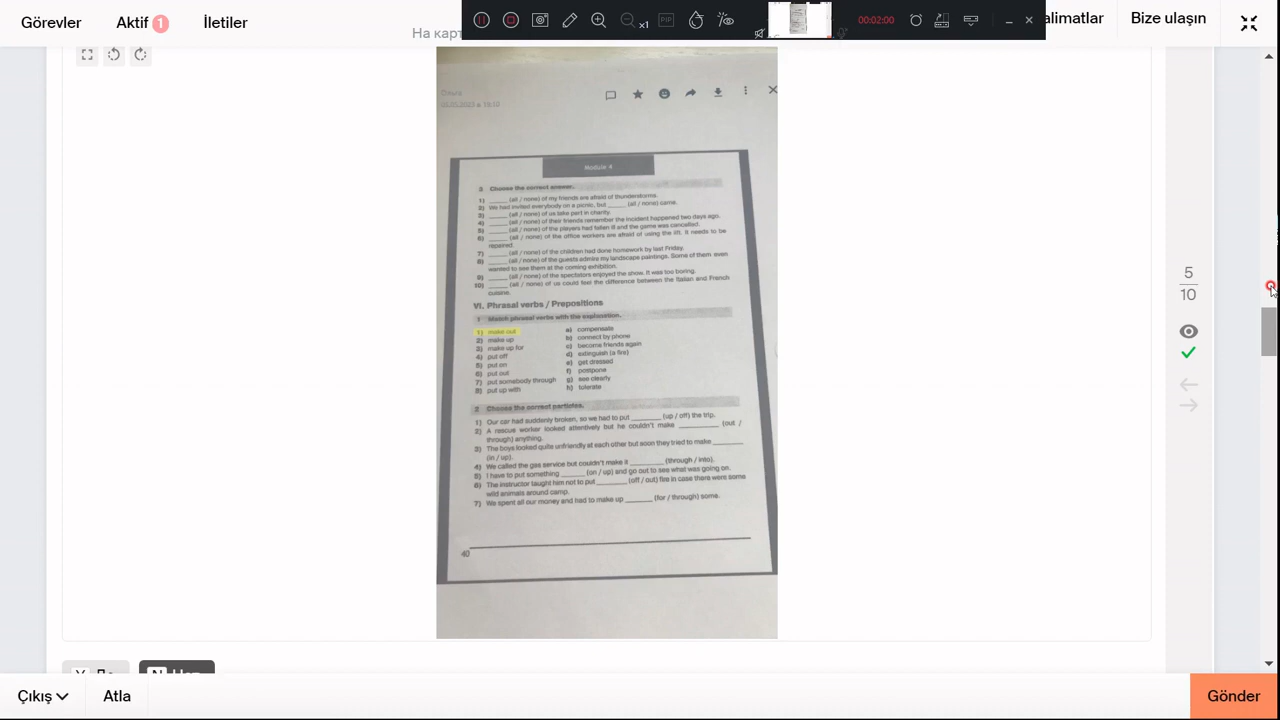 Görevler
Aktif 1
İletiler
x1
PIP
00:02:00
alimatlar
Bize ulaşın
На карт
Ольга
Module 4
3 Choose the correct answer.
1) _____ (all / none) of my friends are afraid of thunderstorms.
2) We had invited everybody on a picnic, but _____ (all / none) came.
3) _____ (all / none) of us take part in charity.
4) _____ (all / none) of their friends remember the incident happened two days ago.
5) _____ (all / none) of the players had fallen ill and the game was cancelled.
6) _____ (all / none) of the office workers are afraid of using the lift. It needs to be
repaired.
7) _____ (all / none) of the children had done homework by last Friday.
8) _____ (all / none) of the guests admire my landscape paintings. Some of them even
wanted to see them at the coming exhibition.
9) _____ (all / none) of the spectators enjoyed the show. It was too boring.
10) _____ (all / none) of us could feel the difference between the Italian and French
cuisine.
VI. Phrasal verbs / Prepositions
1 Match phrasal verbs with the explanation.
1) make out
2) make up
3) make up for
4) put off
5) put on
6) put out
7) put somebody through
8) put up with
a) compensate
b) connect by phone
c) become friends again
d) extinguish (a fire)
e) get dressed
f) postpone
g) see clearly
h) tolerate
2 Choose the correct particles.
1) Our car had suddenly broken, so we had to put _______ (up / off) the trip.
2) A rescue worker looked attentively but he couldn't make _________ (out /
through) anything.
3) The boys looked quite unfriendly at each other but soon they tried to make _______
(in / up).
4) We called the gas service but couldn't make it _______ (through / into).
5) I have to put something _____ (on / up) and go out to see what was going on.
6) The instructor taught him not to put _______ (off / out) fire in case there were some
wild animals around camp.
7) We spent all our money and had to make up ______ (for / through) some.
40
5
10
Çıkış
Atla
Gönder